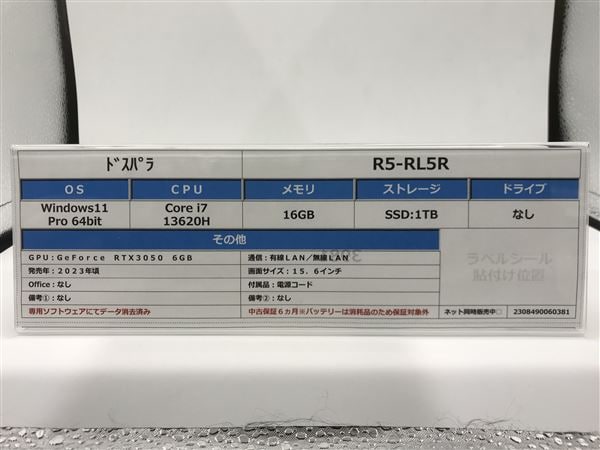 ﾄﾞｽﾊﾟﾗ R5-RL5R
OS CPU メモリ ストレージ ドライブ
Windows11 Pro 64bit Core i7 13620H 16GB SSD:1TB なし
その他
GPU：GeForce RTX3050 6GB 通信：有線LAN／無線LAN
発売年：2023年頃 画面サイズ：15.6インチ
Office：なし 付属品：電源コード
備考①：なし 備考②：なし
専用ソフトウェアにてデータ消去済み 中古保証6ヵ月※バッテリーは消耗品のため保証対象外
ラベルシール
貼付け位置
ネット同時販売中○ 2308490060381